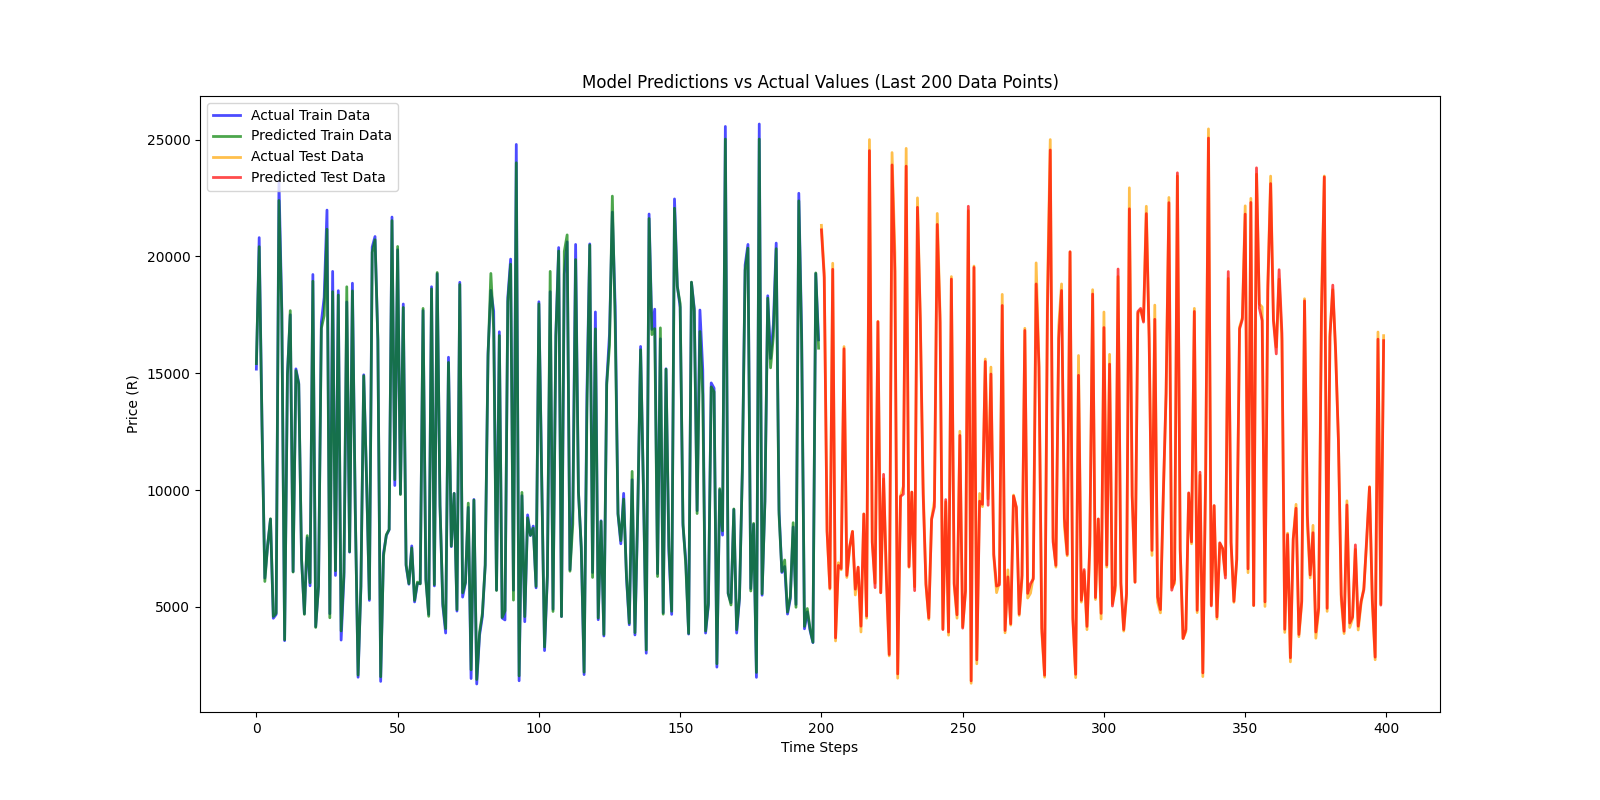 Model Predictions vs Actual Values (Last 200 Data Points)
Actual Train Data
Predicted Train Data
Actual Test Data
Predicted Test Data
Price (R)
25000
20000
15000
10000
5000
0 50 100 150 200 250 300 350 400
Time Steps